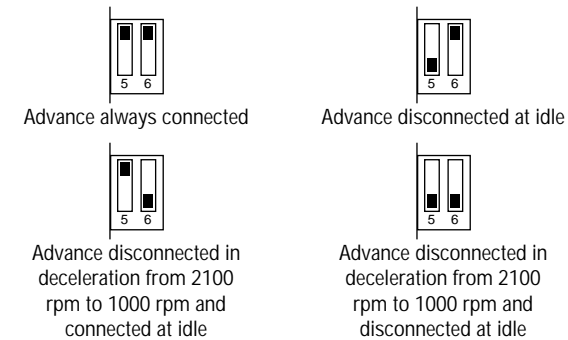 5 6
Advance always connected
5 6
Advance disconnected at idle
5 6
Advance disconnected in
deceleration from 2100
rpm to 1000 rpm and
connected at idle
5 6
Advance disconnected in
deceleration from 2100
rpm to 1000 rpm and
disconnected at idle